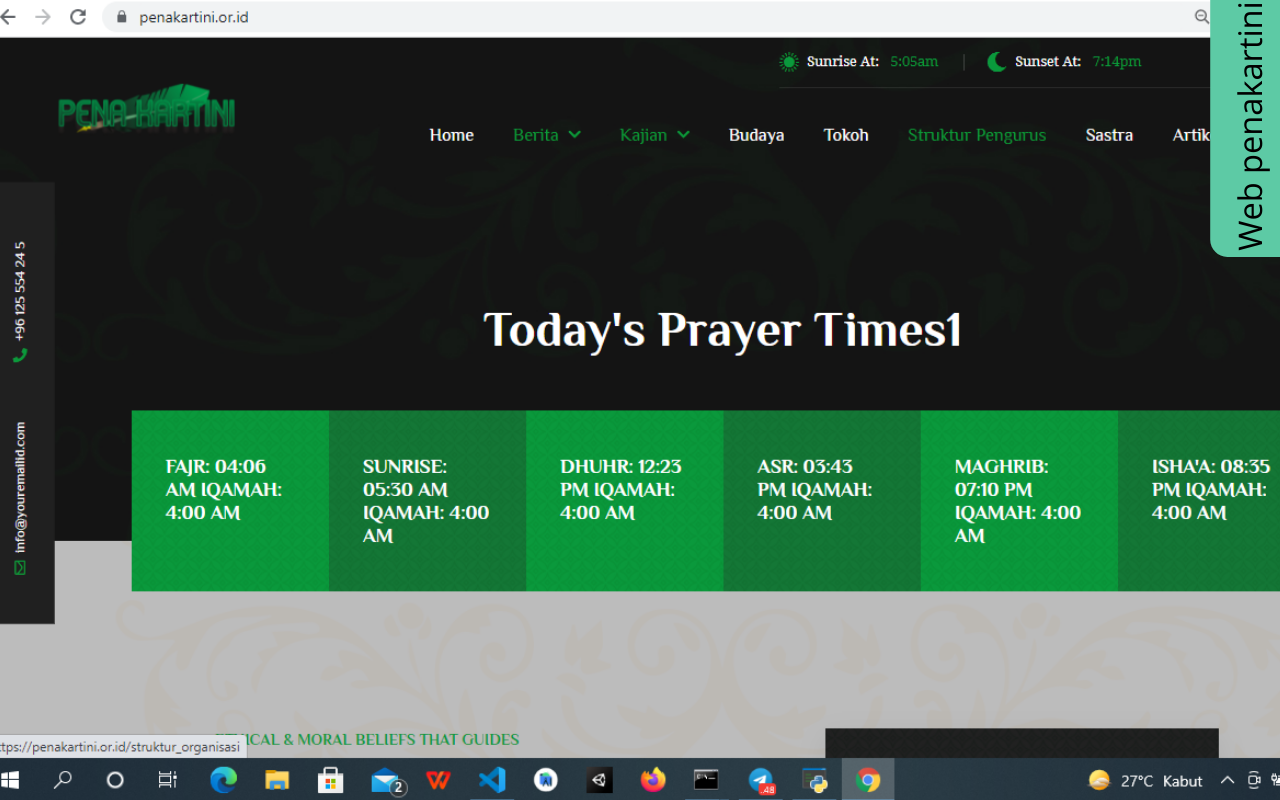 penakartini.or.id
Web penakartini
Sunrise At: 5:05am | Sunset At: 7:14pm
PENA KARTINI
Home Berita Kajian Budaya Tokoh Struktur Pengurus Sastra Artik
+96 125 554 24 5
info@youremailid.com
Today's Prayer Times1
FAJR: 04:06
AM IQAMAH:
4:00 AM
SUNRISE:
05:30 AM
IQAMAH: 4:00
AM
DHUHR: 12:23
PM IQAMAH:
4:00 AM
ASR: 03:43
PM IQAMAH:
4:00 AM
MAGHRIB:
07:10 PM
IQAMAH: 4:00
AM
ISHA'A: 08:35
PM IQAMAH:
4:00 AM
ICAL & MORAL BELIEFS THAT GUIDES
ttps://penakartini.or.id/struktur_organisasi
2
48
27°C Kabut